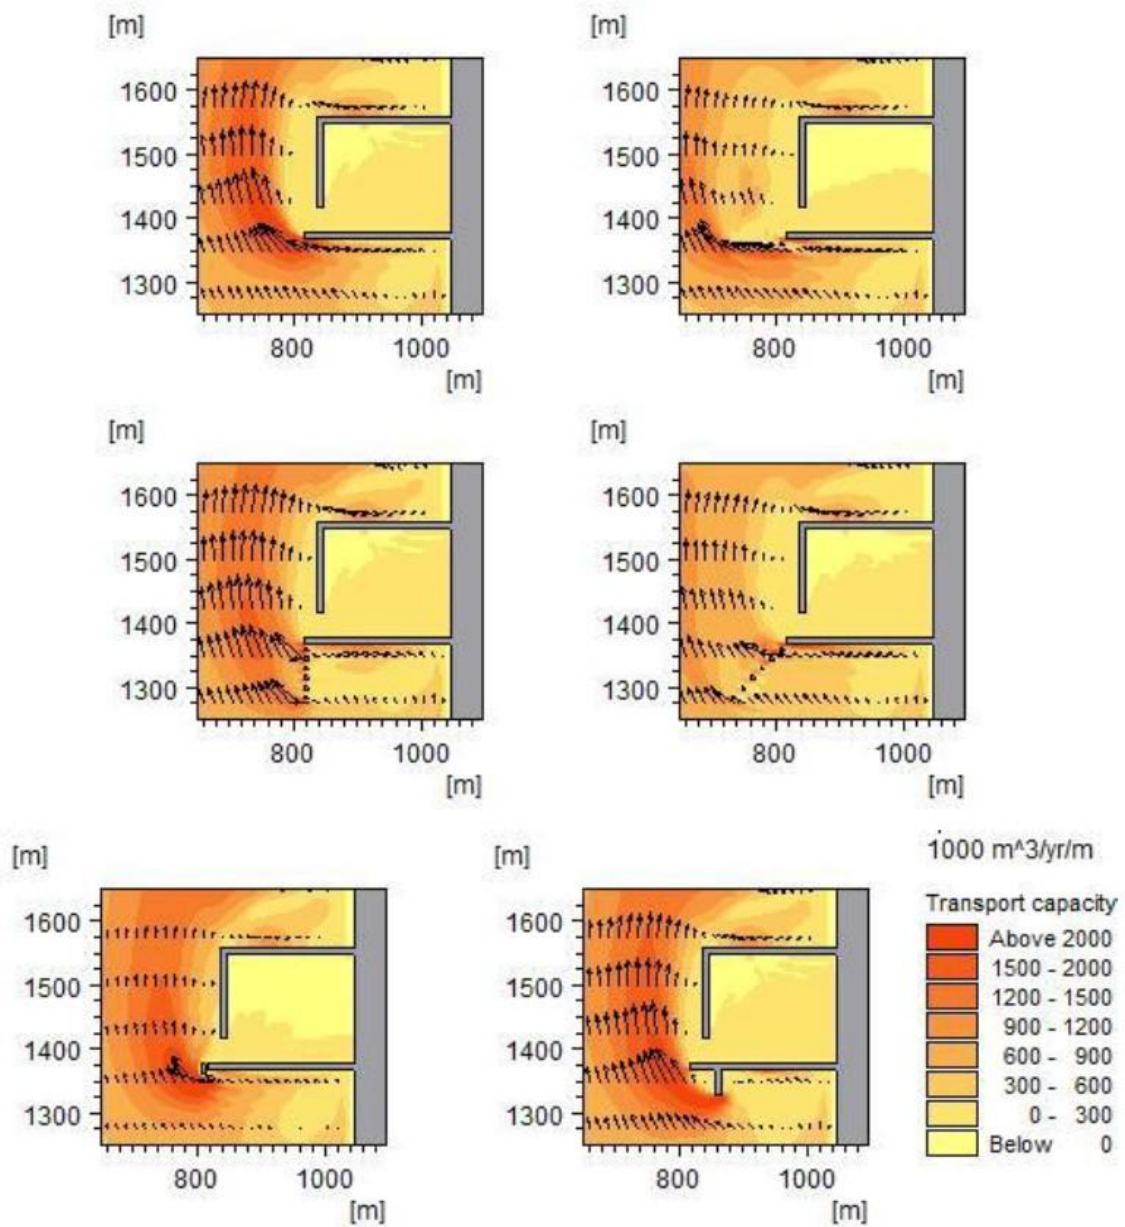 [m] [m]
1600 1600
1500 1500
1400 1400
1300 1300
800 1000 800 1000
[m] [m]
[m] [m]
1600 1600
1500 1500
1400 1400
1300 1300
800 1000 800 1000
[m] [m]
[m] [m]
1600 1600
1500 1500
1400 1400
1300 1300
800 1000 800 1000
[m] [m]
1000 m^3/yr/m
Transport capacity
Above 2000
1500 - 2000
1200 - 1500
900 - 1200
600 - 900
300 - 600
0 - 300
Below 0